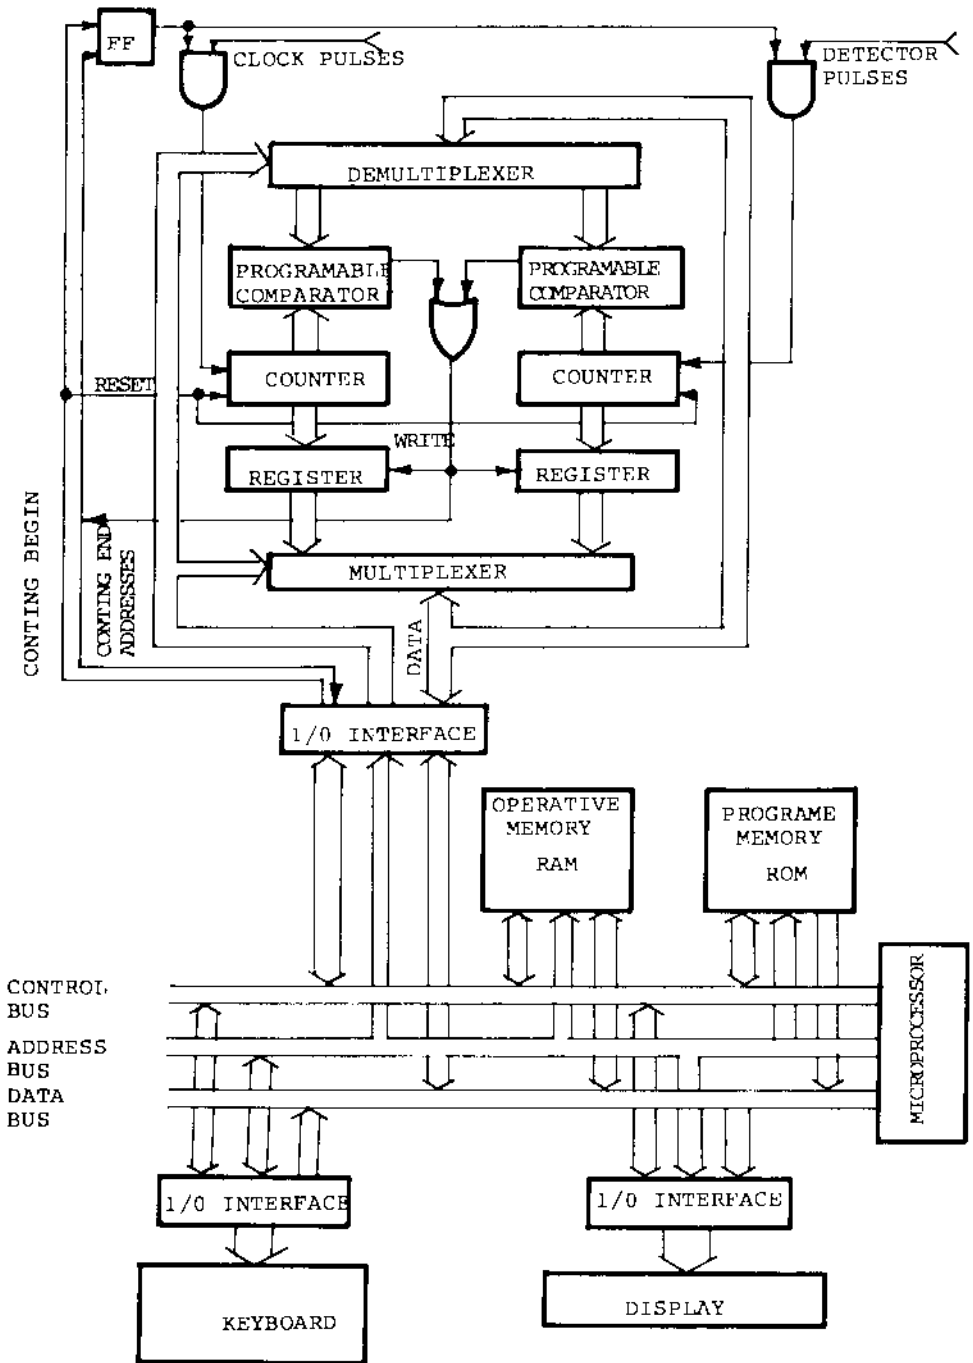 FF
CLOCK PULSES
DETECTOR
PULSES
DEMULTIPLEXER
PROGRAMABLE
COMPARATOR
PROGRAMABLE
COMPARATOR
COUNTER
COUNTER
RESET
WRITE
REGISTER
REGISTER
CONTING BEGIN
CONTING END
ADDRESSES
MULTIPLEXER
DATA
1/0 INTERFACE
OPERATIVE
MEMORY
RAM
PROGRAME
MEMORY
ROM
MICROPROCESSOR
CONTROL
BUS
ADDRESS
BUS
DATA
BUS
1/0 INTERFACE
1/0 INTERFACE
KEYBOARD
DISPLAY